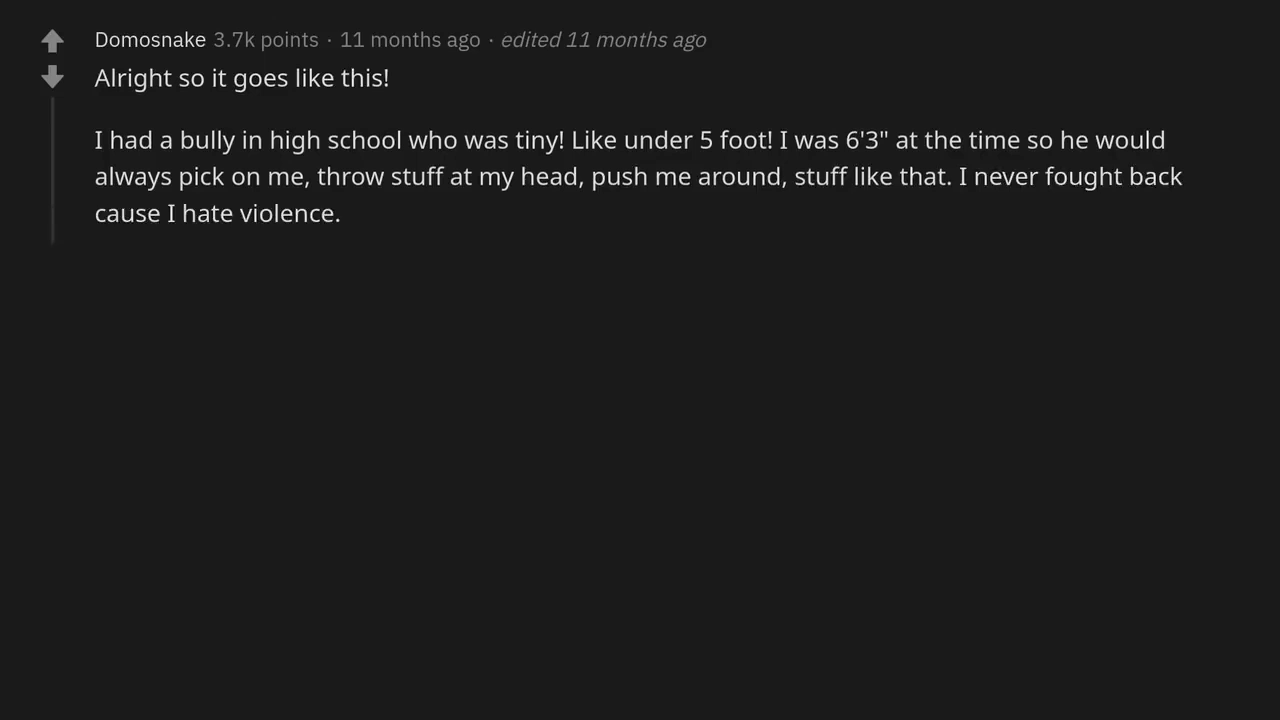 Domosnake 3.7k points · 11 months ago · edited 11 months ago
Alright so it goes like this!
I had a bully in high school who was tiny! Like under 5 foot! I was 6'3" at the time so he would
always pick on me, throw stuff at my head, push me around, stuff like that. I never fought back
cause I hate violence.